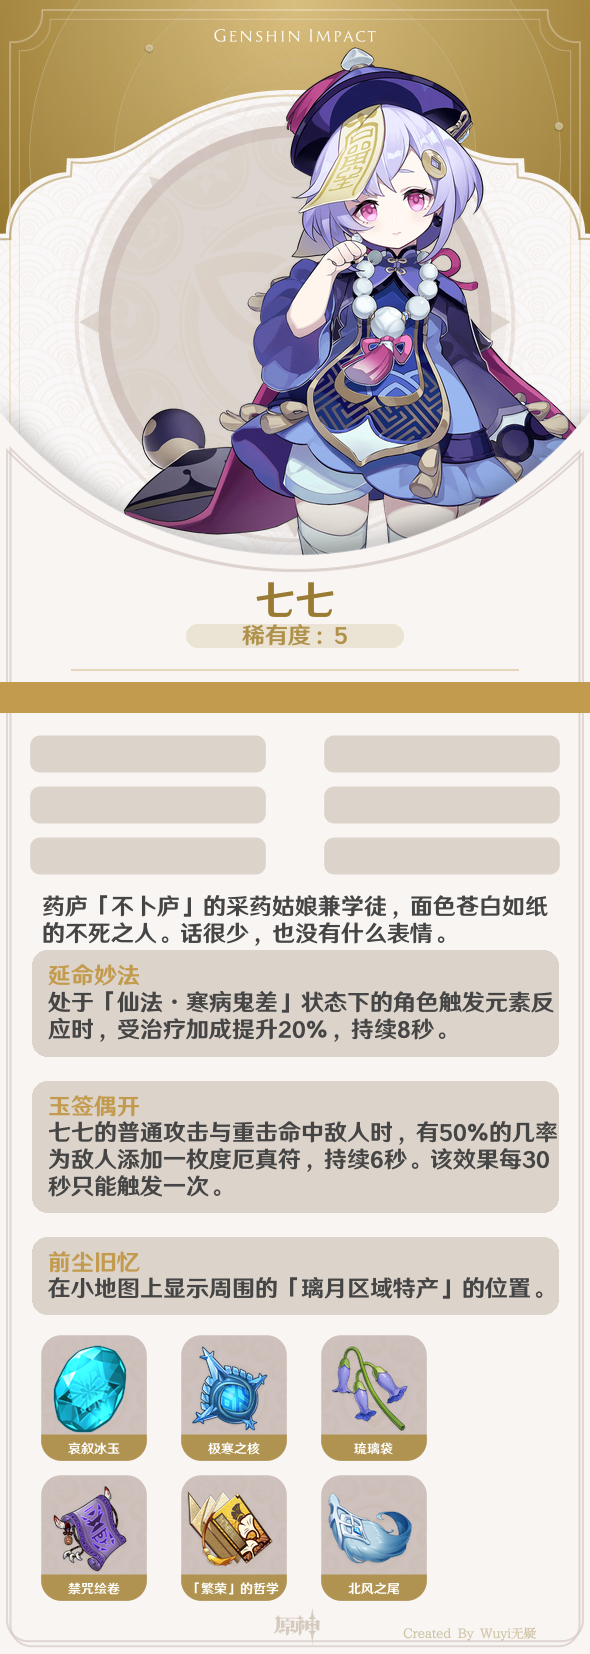 GENSHIN IMPACT
七七
稀有度：5
药庐「不卜庐」的采药姑娘兼学徒，面色苍白如纸
的不死之人。话很少，也没有什么表情。
延命妙法
处于「仙法·寒病鬼差」状态下的角色触发元素反
应时，受治疗加成提升20%，持续8秒。
玉签偶开
七七的普通攻击与重击命中敌人时，有50%的几率
为敌人添加一枚度厄真符，持续6秒。该效果每30
秒只能触发一次。
前尘旧忆
在小地图上显示周围的「璃月区域特产」的位置。
哀叙冰玉
极寒之核
琉璃袋
禁咒绘卷
「繁荣」的哲学
北风之尾
原神
Created By Wuyi无疑